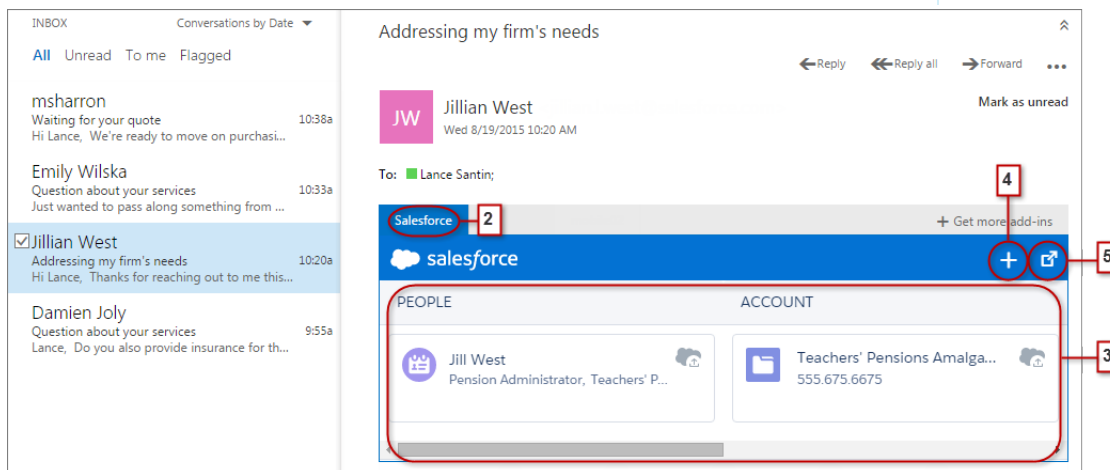 INBOX
Conversations by Date
All Unread To me Flagged
msharron
Waiting for your quote 10:38a
Hi Lance, We're ready to move on purchasi...
Emily Wilska
Question about your services 10:33a
Just wanted to pass along something from ...
Jillian West
Addressing my firm's needs 10:20a
Hi Lance, Thanks for reaching out to me this...
Damien Joly
Question about your services 9:55a
Lance, Do you also provide insurance for th...
Addressing my firm's needs
Reply Reply all Forward
JW
Jillian West
Mark as unread
Wed 8/19/2015 10:20 AM
To: Lance Santin;
4
Salesforce 2
+ Get more add-ins
salesforce
5
PEOPLE ACCOUNT
3
Jill West
Pension Administrator, Teachers' P...
Teachers' Pensions Amalga...
555.675.6675